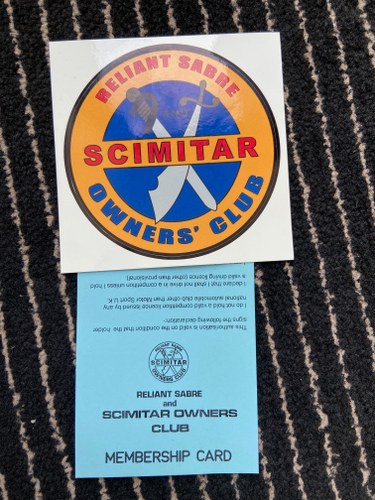 RELIANT SABRE
SCIMITAR
OWNERS' CLUB
This authorisation is valid on the condition that the holder
signs the following declaration:-
I do not hold a valid competition licence issued by any
national automobile club other than Motor Sport U.K.
I declare that I shall not drive in a competition unless hold
a valid driving licence (other than provisional)
RELIANT SABRE
SCIMITAR
OWNERS CLUB
RELIANT SABRE
and
SCIMITAR OWNERS
CLUB
MEMBERSHIP CARD